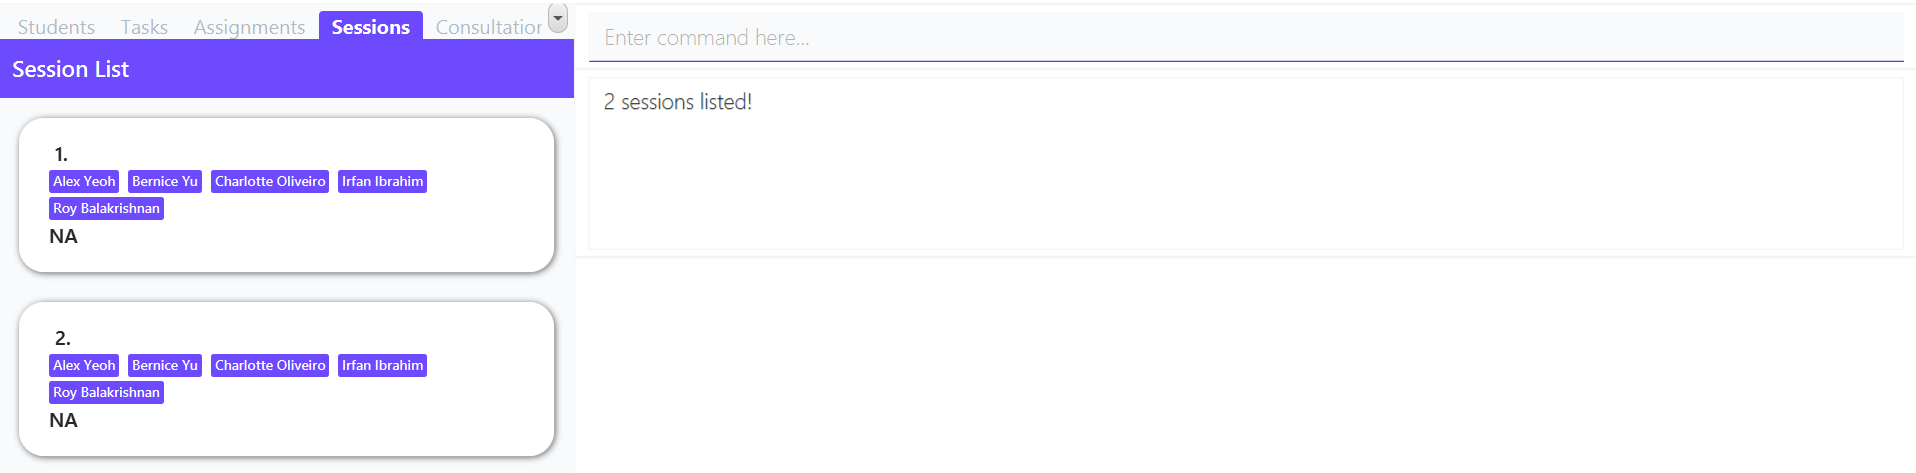 Students Tasks Assignments Sessions Consultation
Session List
1.
Alex Yeoh Bernice Yu Charlotte Oliveiro Irfan Ibrahim
Roy Balakrishnan
NA
2.
Alex Yeoh Bernice Yu Charlotte Oliveiro Irfan Ibrahim
Roy Balakrishnan
NA
Enter command here...
2 sessions listed!